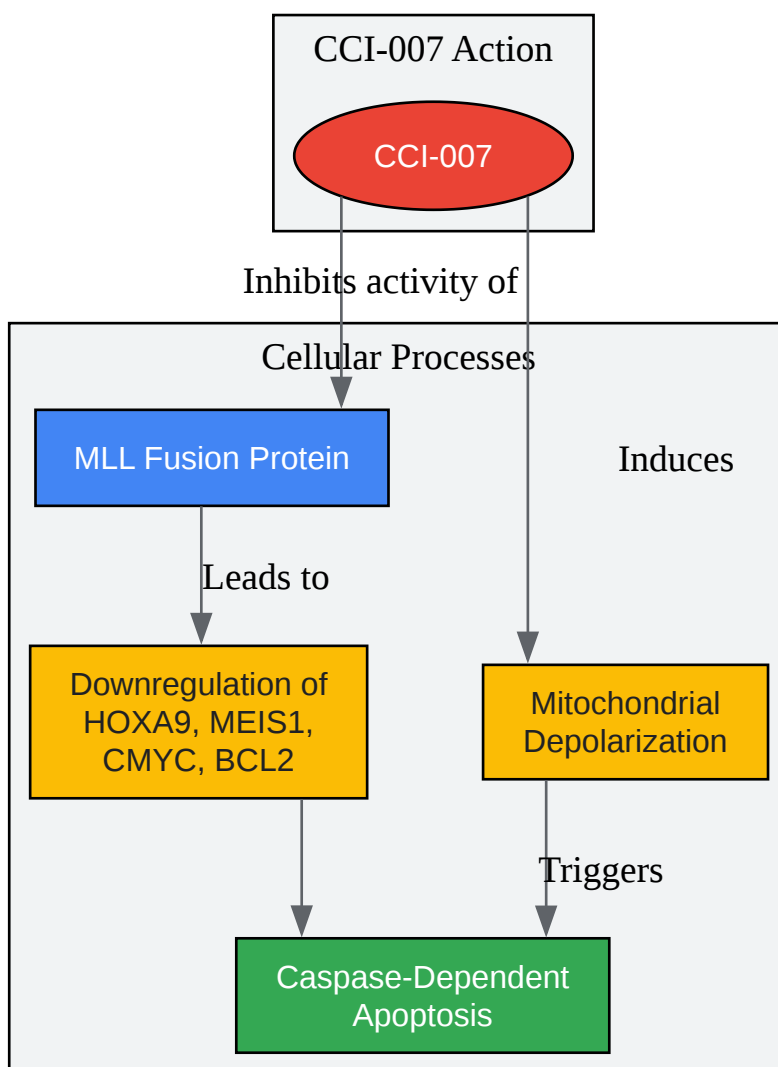 CCI-007 Action
CCI-007
Inhibits activity of
Cellular Processes
MLL Fusion Protein
Induces
Leads to
Downregulation of
HOXA9, MEIS1,
CMYC, BCL2
Mitochondrial
Depolarization
Triggers
Caspase-Dependent
Apoptosis